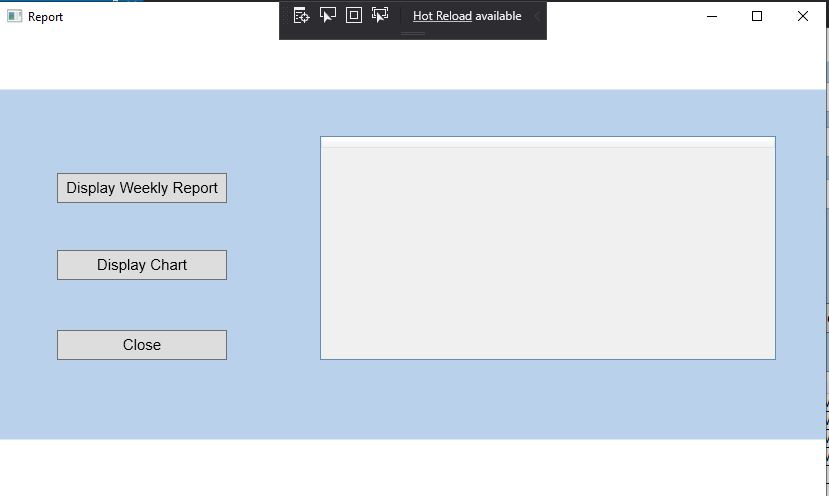 Report
Hot Reload available
Display Weekly Report
Display Chart
Close